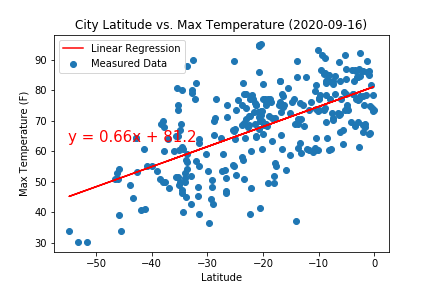 City Latitude vs. Max Temperature (2020-09-16)
Linear Regression
Measured Data
y = 0.66x + 81.2
Max Temperature (F)
90
80
70
60
50
40
30
−50
−40
−30
−20
−10
0
Latitude